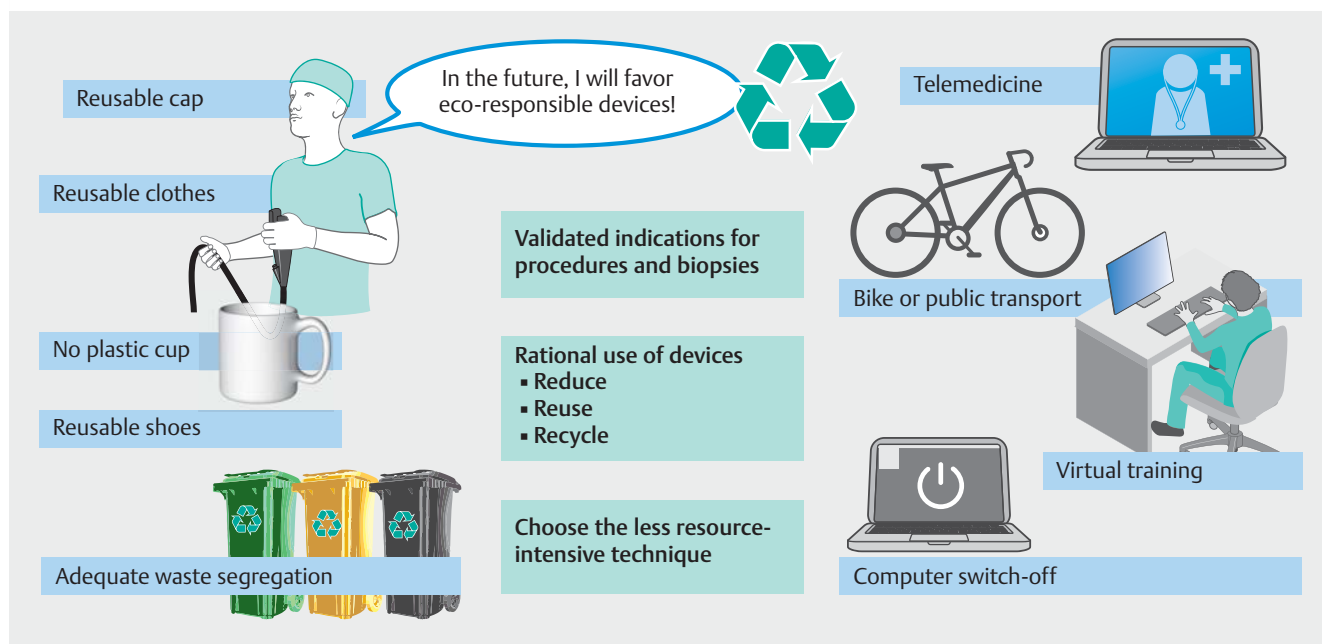 In the future, I will favor
eco-responsible devices!
Reusable cap
Reusable clothes
No plastic cup
Reusable shoes
Adequate waste segregation
Validated indications for
procedures and biopsies
Rational use of devices
▪ Reduce
▪ Reuse
▪ Recycle
Choose the less resource-
intensive technique
Telemedicine
Bike or public transport
Virtual training
Computer switch-off